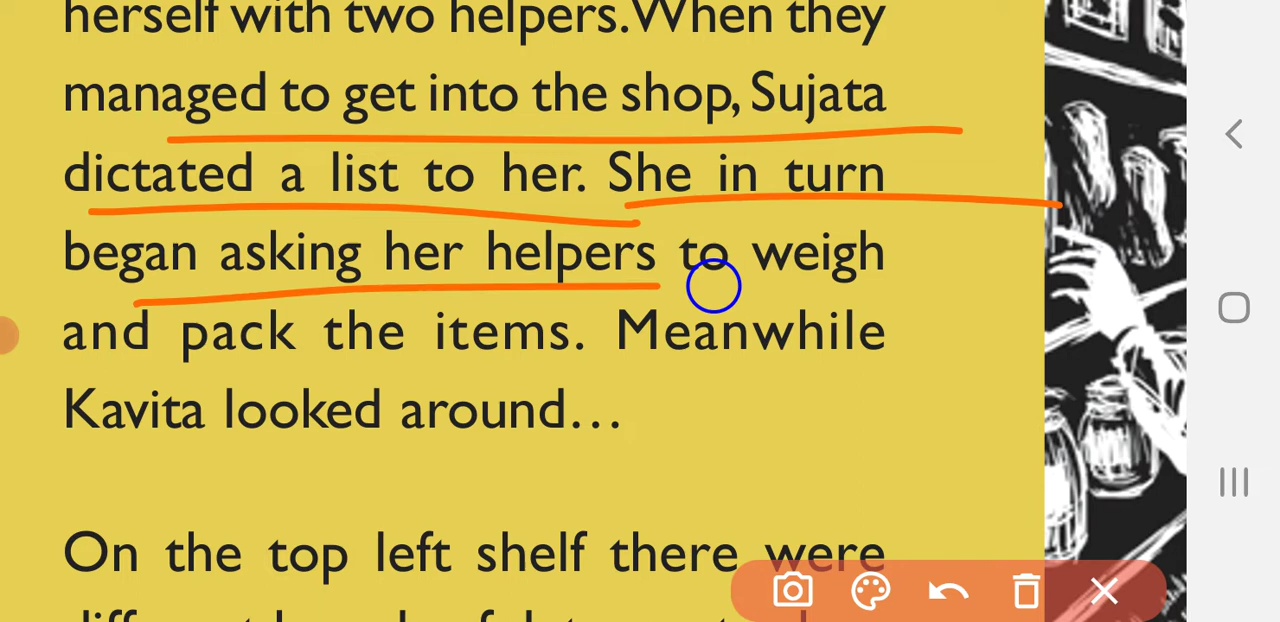 herself with two helpers. When they
managed to get into the shop, Sujata
dictated a list to her. She in turn
began asking her helpers to weigh
and pack the items. Meanwhile
Kavita looked around...
On the top left shelf there were